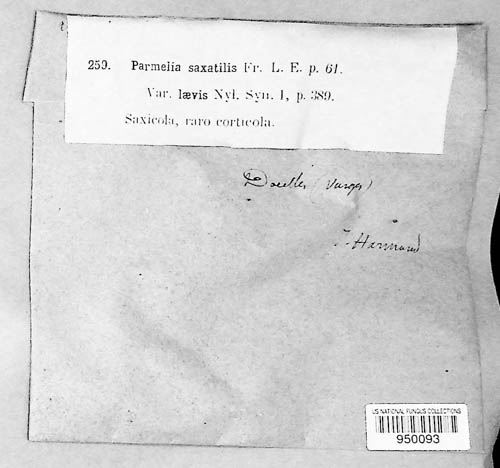 259. Parmelia saxatilis Fr. L. E. p. 61.
Var. lævis Nyl. Syn. I, p. 389.
Saxicola, raro corticola.
Docelles (Vosges)
Harmand
US NATIONAL FUNGUS COLLECTIONS
950093